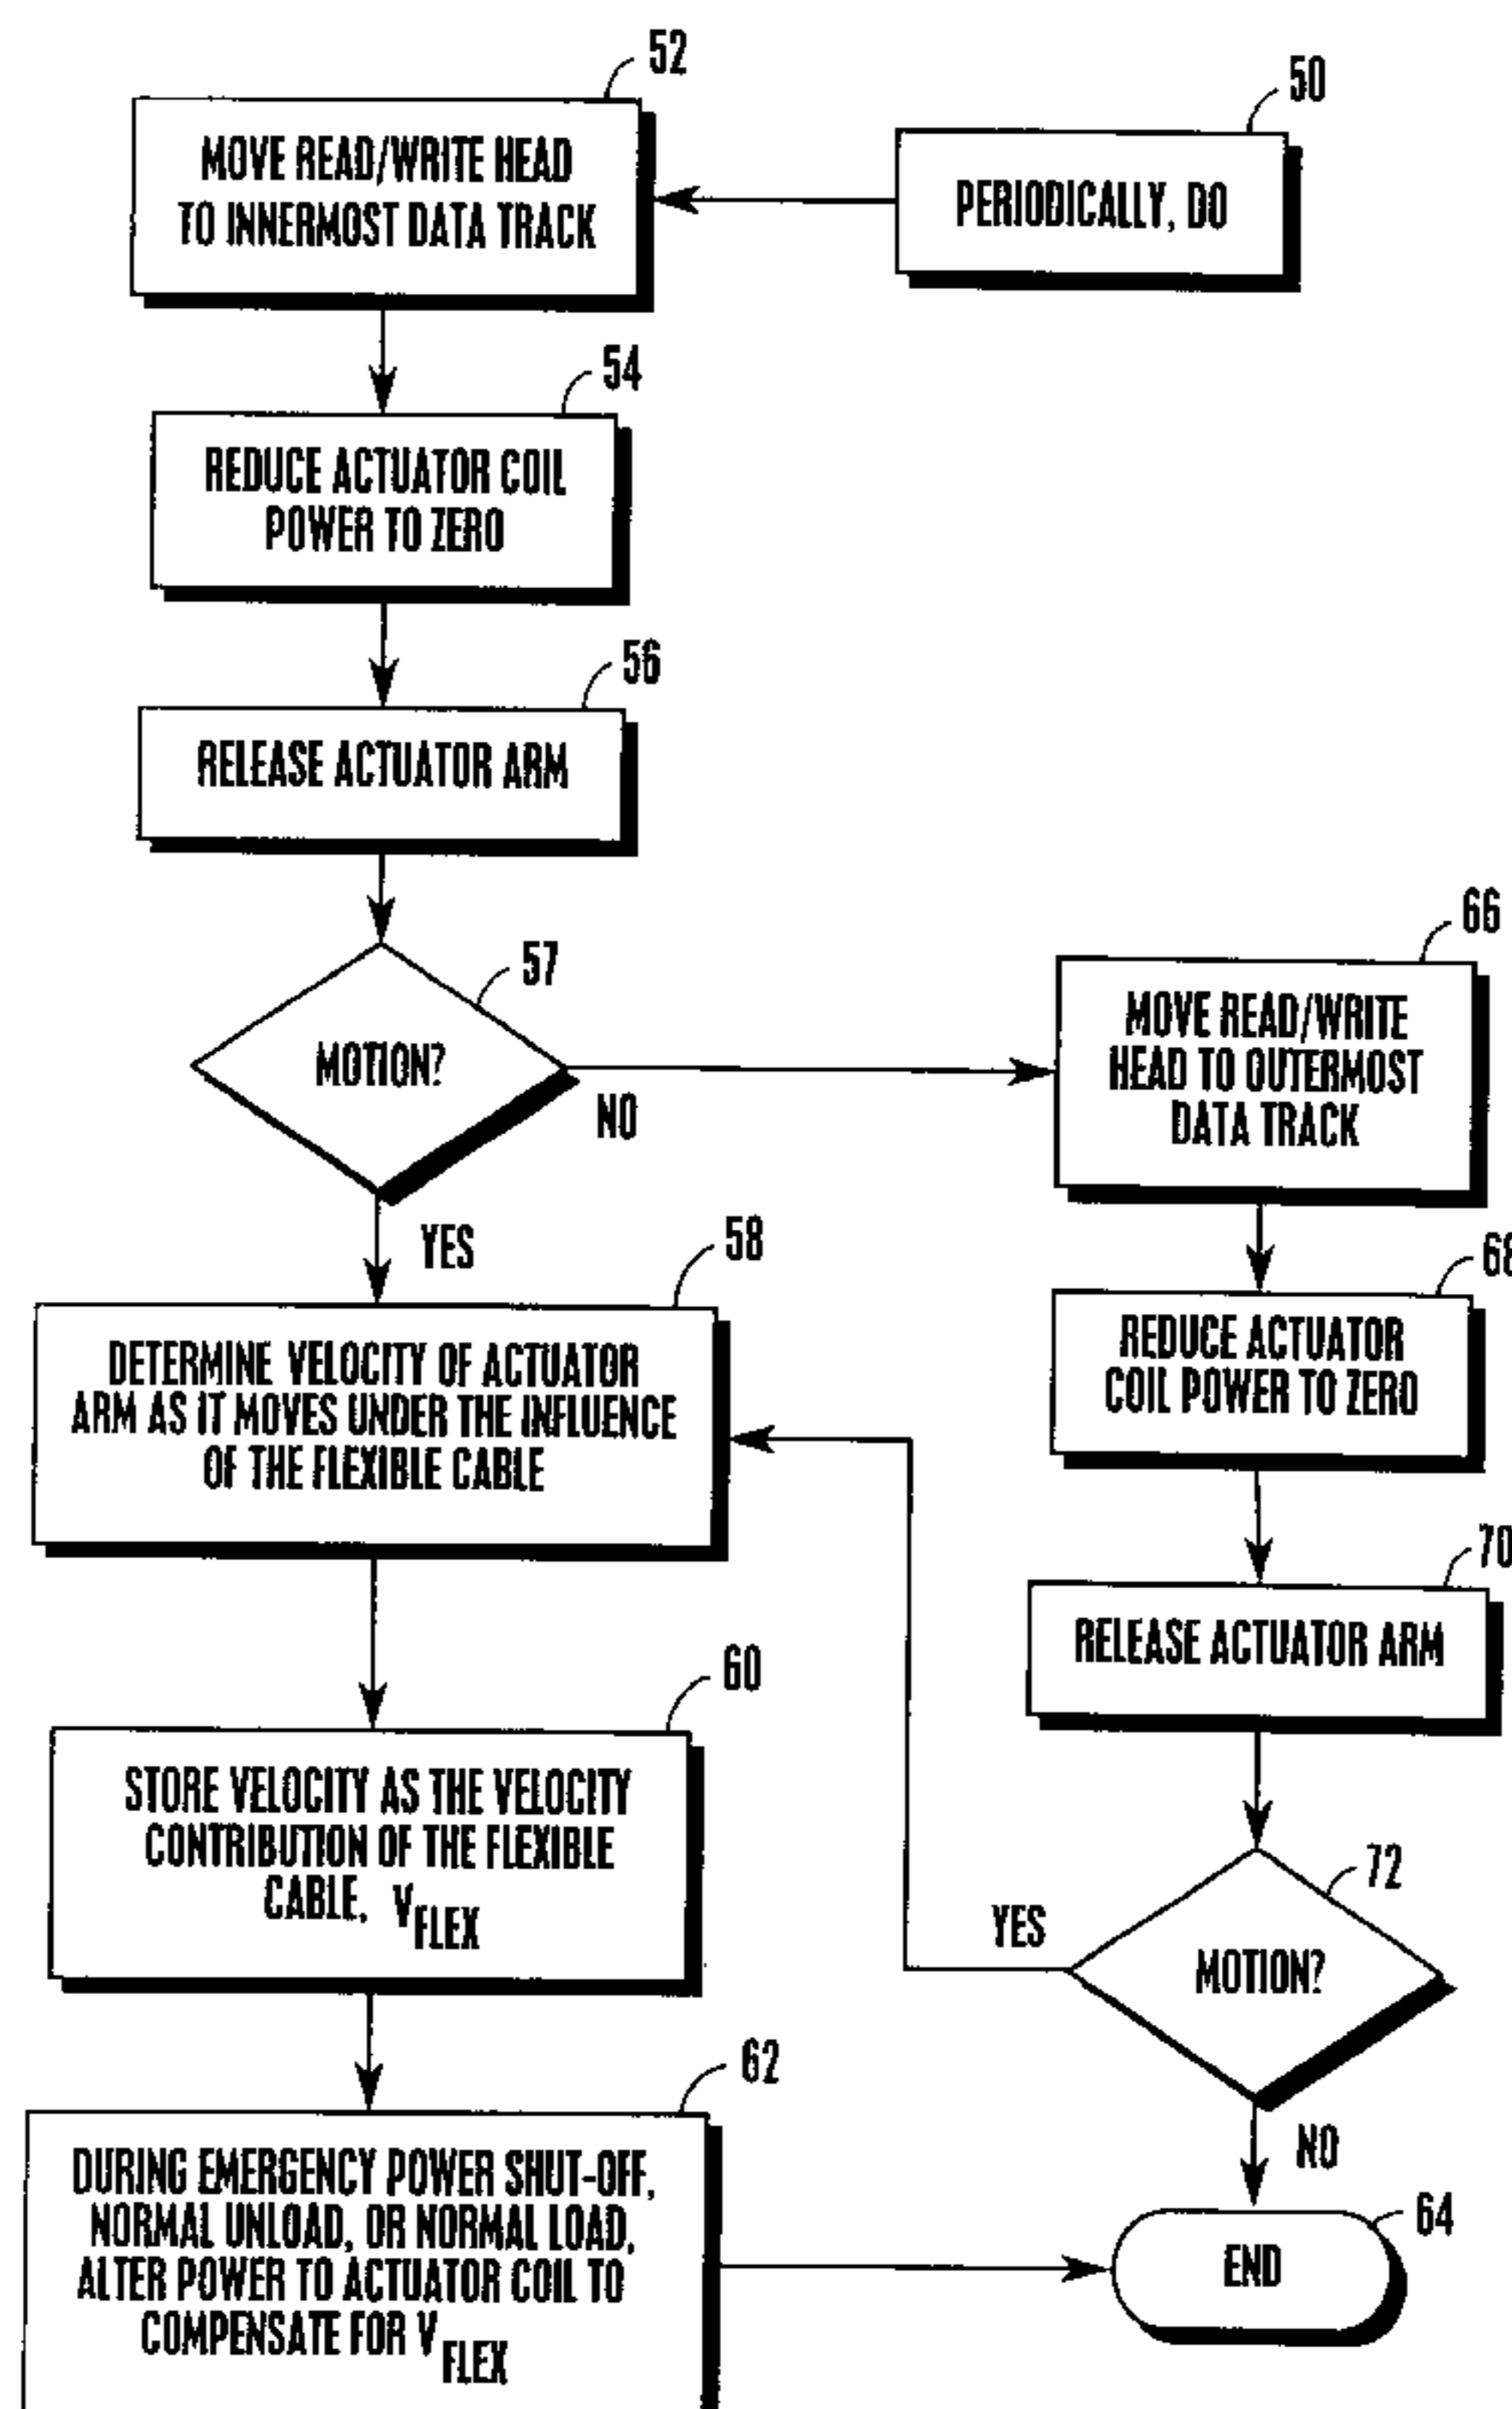 52
MOVE READ/WRITE HEAD
TO INNERMOST DATA TRACK
50
PERIODICALLY, DO
54
REDUCE ACTUATOR COIL
POWER TO ZERO
56
RELEASE ACTUATOR ARM
57
MOTION?
NO
YES
66
MOVE READ/WRITE
HEAD TO OUTERMOST
DATA TRACK
68
REDUCE ACTUATOR
COIL POWER TO ZERO
70
RELEASE ACTUATOR ARM
72
MOTION?
YES
NO
58
DETERMINE VELOCITY OF ACTUATOR
ARM AS IT MOVES UNDER THE INFLUENCE
OF THE FLEXIBLE CABLE
60
STORE VELOCITY AS THE VELOCITY
CONTRIBUTION OF THE FLEXIBLE
CABLE, VFLEX
62
DURING EMERGENCY POWER SHUT-OFF,
NORMAL UNLOAD, OR NORMAL LOAD,
ALTER POWER TO ACTUATOR COIL TO
COMPENSATE FOR VFLEX
64
END